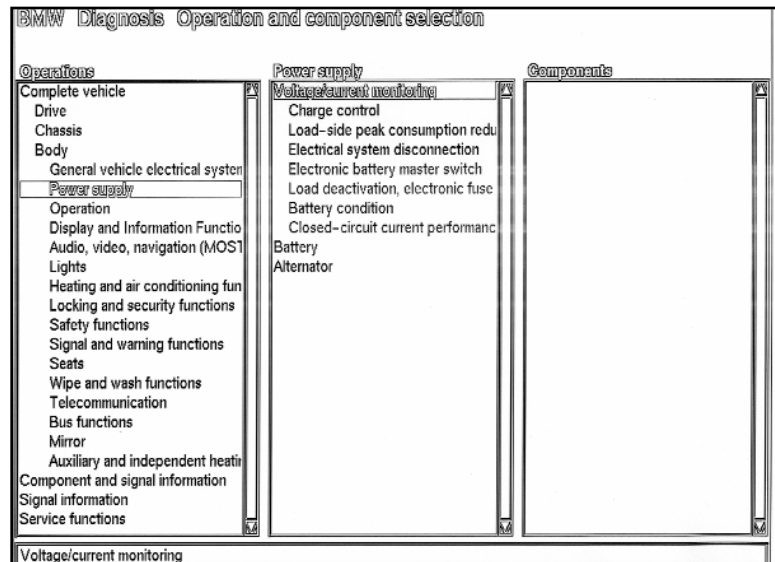 BMW Diagnosis Operation and component selection
Operations
Complete vehicle
Drive
Chassis
Body
General vehicle electrical system
Power supply
Operation
Display and Information Functio
Audio, video, navigation (MOST
Lights
Heating and air conditioning fun
Locking and security functions
Safety functions
Signal and warning functions
Seats
Wipe and wash functions
Telecommunication
Bus functions
Mirror
Auxiliary and independent heatin
Component and signal information
Signal information
Service functions
Power supply
Voltage/current monitoring
Charge control
Load-side peak consumption redu
Electrical system disconnection
Electronic battery master switch
Load deactivation, electronic fuse
Battery condition
Closed-circuit current performanc
Battery
Alternator
Components
Voltage/current monitoring